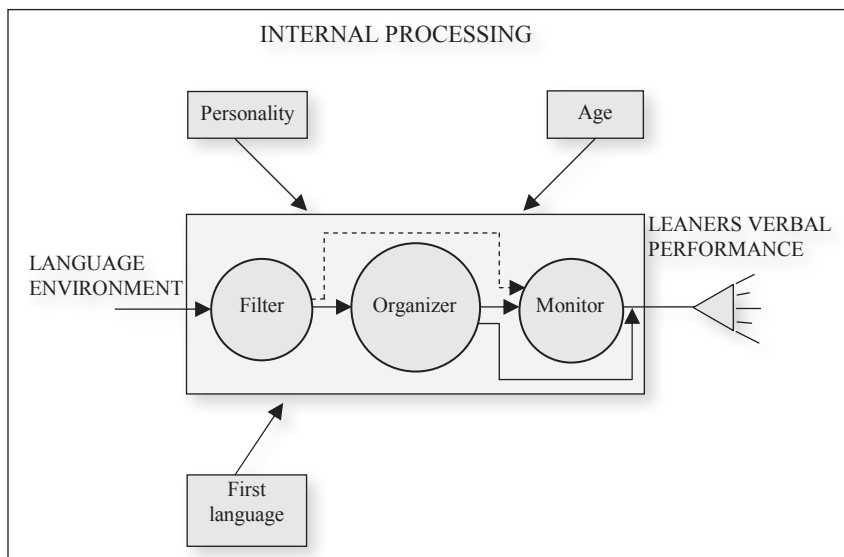 INTERNAL PROCESSING
Personality
Age
LEANERS VERBAL
PERFORMANCE
LANGUAGE
ENVIRONMENT
Filter
Organizer
Monitor
First
language